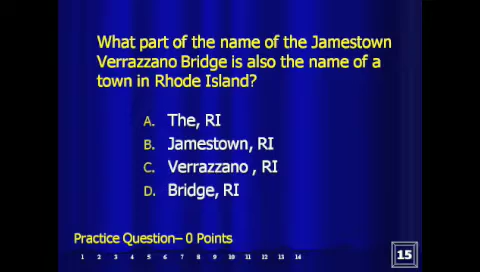 What part of the name of the Jamestown
Verrazzano Bridge is also the name of a
town in Rhode Island?
A. The, RI
B. Jamestown, RI
C. Verrazzano , RI
D. Bridge, RI
Practice Question– 0 Points
1 2 3 4 5 6 7 8 9 10 11 12 13 14
15